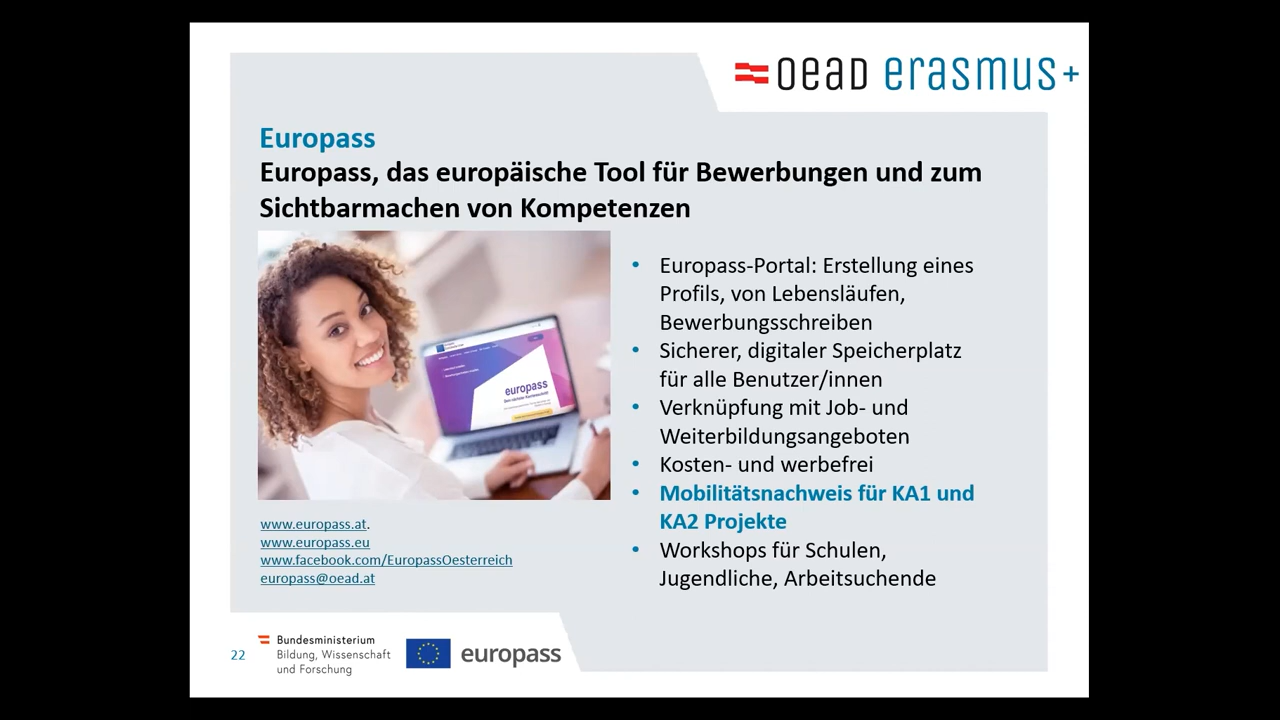 OEAD erasmus+
Europass
Europass, das europäische Tool für Bewerbungen und zum
Sichtbarmachen von Kompetenzen
europass
• Europass-Portal: Erstellung eines
Profils, von Lebensläufen,
Bewerbungsschreiben
• Sicherer, digitaler Speicherplatz
für alle Benutzer/innen
• Verknüpfung mit Job- und
Weiterbildungsangeboten
• Kosten- und werbefrei
• Mobilitätsnachweis für KA1 und
KA2 Projekte
• Workshops für Schulen,
Jugendliche, Arbeitsuchende
www.europass.at.
www.europass.eu
www.facebook.com/EuropassOesterreich
europass@oead.at
22
Bundesministerium
Bildung, Wissenschaft
und Forschung
europass